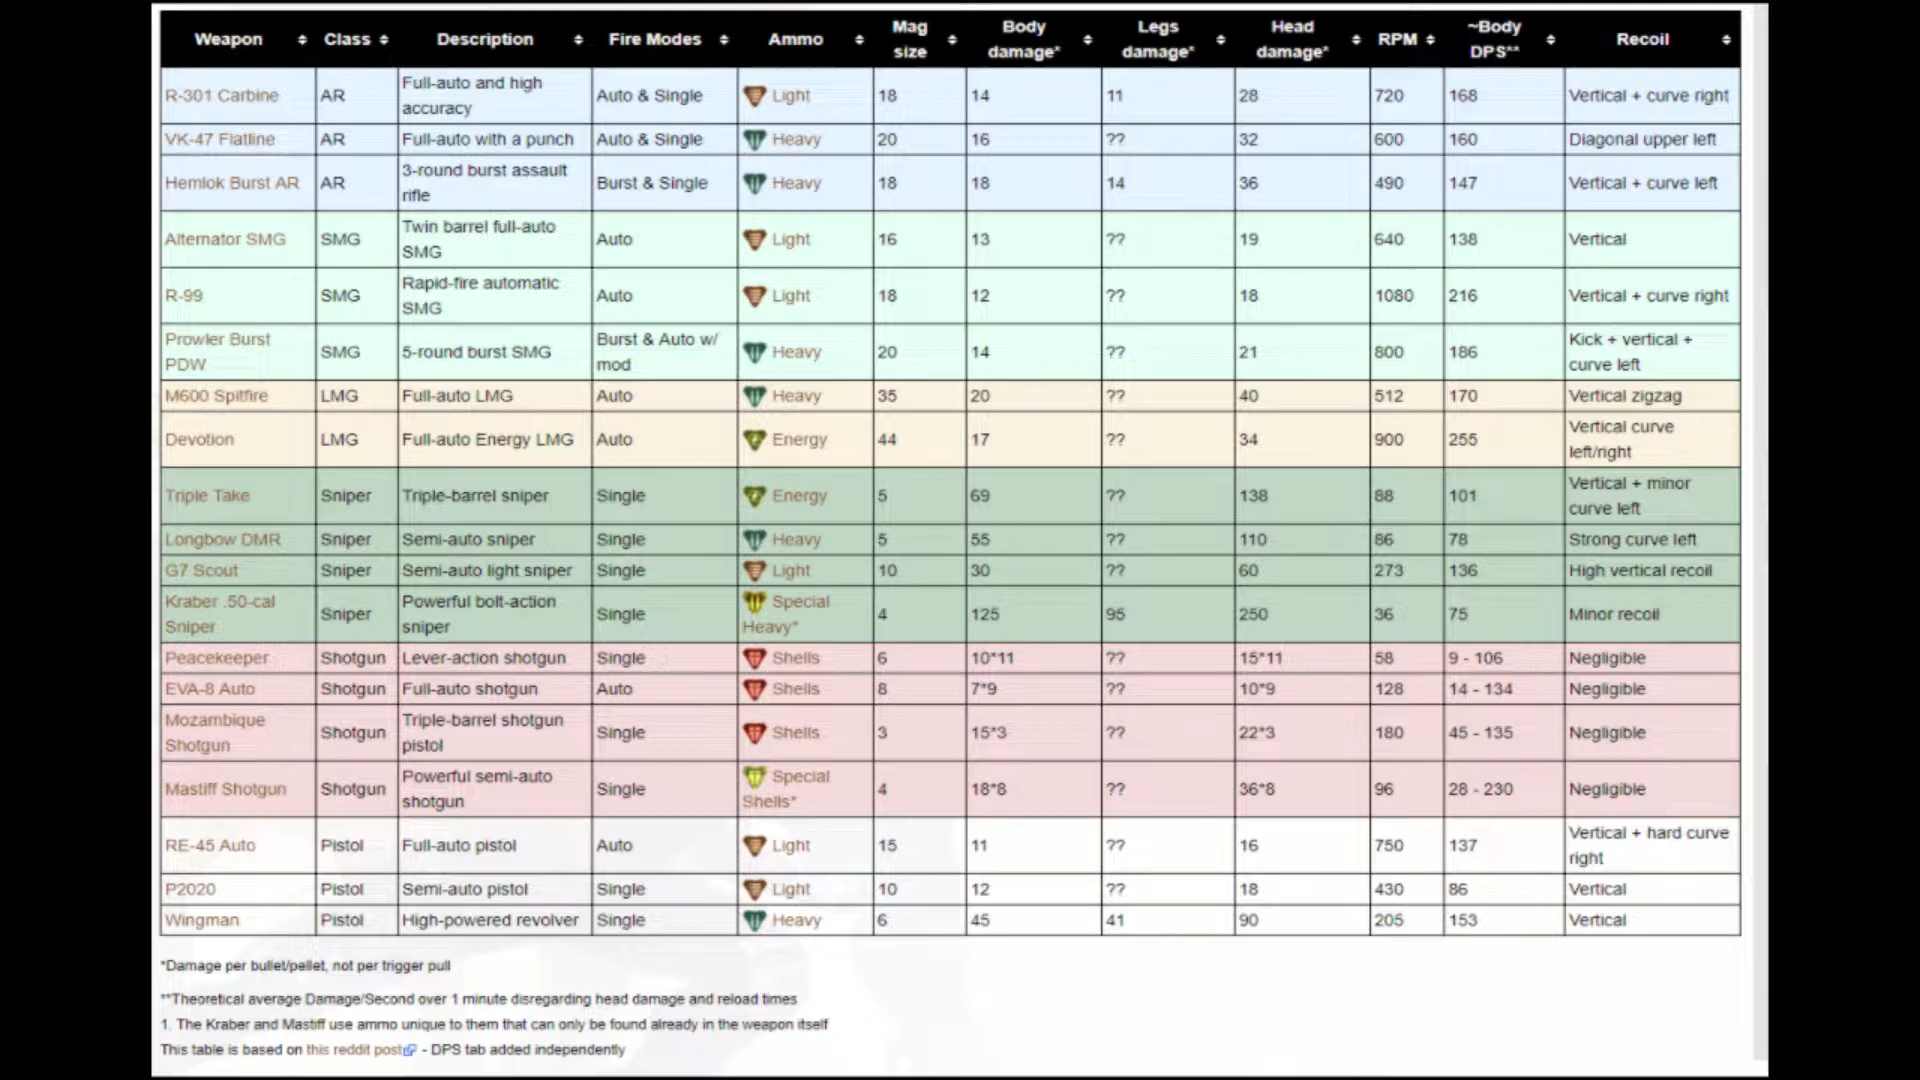 Weapon Class Description Fire Modes Ammo Mag size Body damage* Legs damage* Head damage* RPM ~Body DPS** Recoil
R-301 Carbine AR Full-auto and high accuracy Auto & Single Light 18 14 11 28 720 168 Vertical + curve right
VK-47 Flatline AR Full-auto with a punch Auto & Single Heavy 20 16 ?? 32 600 160 Diagonal upper left
Hemlok Burst AR AR 3-round burst assault rifle Burst & Single Heavy 18 18 14 36 490 147 Vertical + curve left
Alternator SMG SMG Twin barrel full-auto SMG Auto Light 16 13 ?? 19 640 138 Vertical
R-99 SMG Rapid-fire automatic SMG Auto Light 18 12 ?? 18 1080 216 Vertical + curve right
Prowler Burst PDW SMG 5-round burst SMG Burst & Auto w/ mod Heavy 20 14 ?? 21 800 186 Kick + vertical + curve left
M600 Spitfire LMG Full-auto LMG Auto Heavy 35 20 ?? 40 512 170 Vertical zigzag
Devotion LMG Full-auto Energy LMG Auto Energy 44 17 ?? 34 900 255 Vertical curve left/right
Triple Take Sniper Triple-barrel sniper Single Energy 5 69 ?? 138 88 101 Vertical + minor curve left
Longbow DMR Sniper Semi-auto sniper Single Heavy 5 55 ?? 110 86 78 Strong curve left
G7 Scout Sniper Semi-auto light sniper Single Light 10 30 ?? 60 273 136 High vertical recoil
Kraber .50-cal Sniper Sniper Powerful bolt-action sniper Single Special Heavy* 4 125 95 250 36 75 Minor recoil
Peacekeeper Shotgun Lever-action shotgun Single Shells 6 10*11 ?? 15*11 58 9 - 106 Negligible
EVA-8 Auto Shotgun Full-auto shotgun Auto Shells 8 7*9 ?? 10*9 128 14 - 134 Negligible
Mozambique Shotgun Shotgun Triple-barrel shotgun pistol Single Shells 3 15*3 ?? 22*3 180 45 - 135 Negligible
Mastiff Shotgun Shotgun Powerful semi-auto shotgun Single Special Shells* 4 18*8 ?? 36*8 96 28 - 230 Negligible
RE-45 Auto Pistol Full-auto pistol Auto Light 15 11 ?? 16 750 137 Vertical + hard curve right
P2020 Pistol Semi-auto pistol Single Light 10 12 ?? 18 430 86 Vertical
Wingman Pistol High-powered revolver Single Heavy 6 45 41 90 205 153 Vertical
*Damage per bullet/pellet, not per trigger pull
**Theoretical average Damage/Second over 1 minute disregarding head damage and reload times
1. The Kraber and Mastiff use ammo unique to them that can only be found already in the weapon itself
This table is based on this reddit post - DPS tab added independently